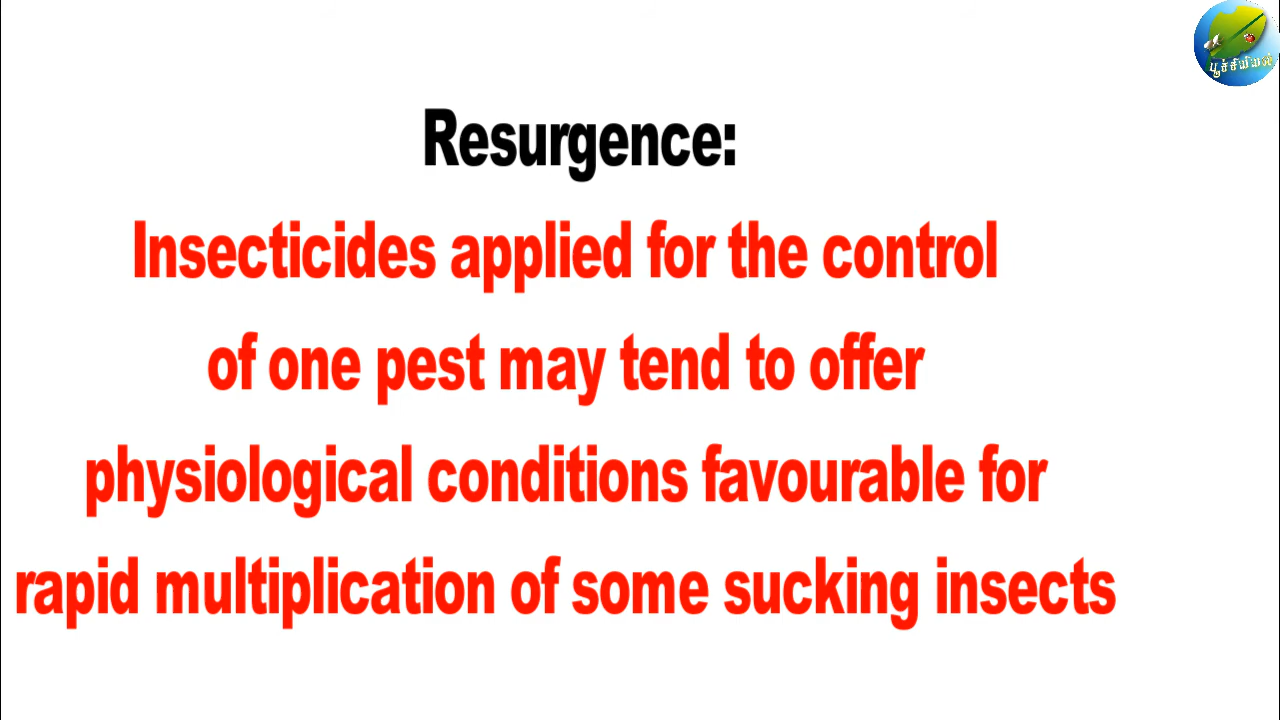 பூச்சியியல்
Resurgence:
Insecticides applied for the control
of one pest may tend to offer
physiological conditions favourable for
rapid multiplication of some sucking insects